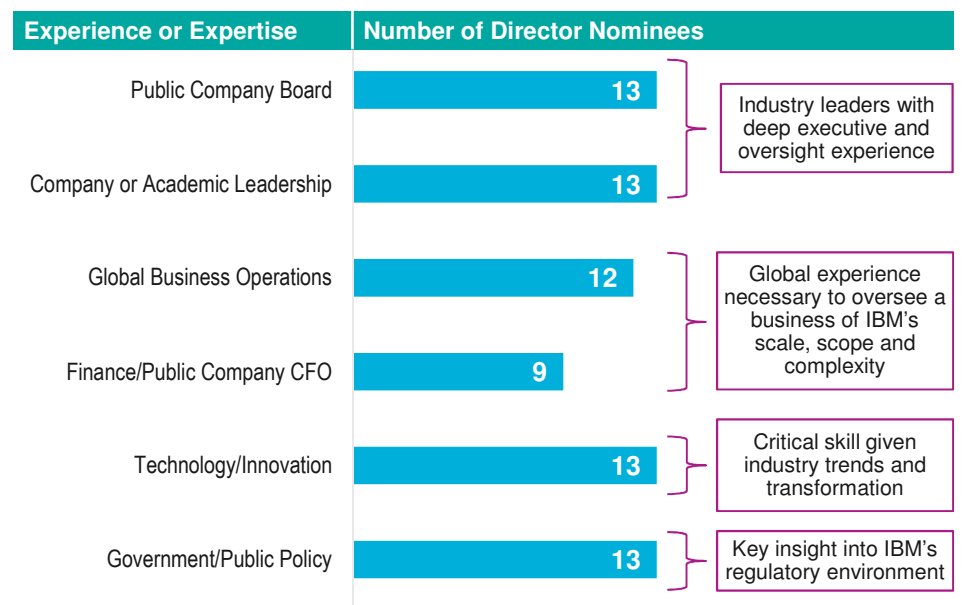 Experience or Expertise
Number of Director Nominees
Public Company Board
13
Industry leaders with
deep executive and
oversight experience
Company or Academic Leadership
13
Global Business Operations
12
Global experience
necessary to oversee a
business of IBM's
scale, scope and
complexity
Finance/Public Company CFO
9
Technology/Innovation
13
Critical skill given
industry trends and
transformation
Government/Public Policy
13
Key insight into IBM's
regulatory environment